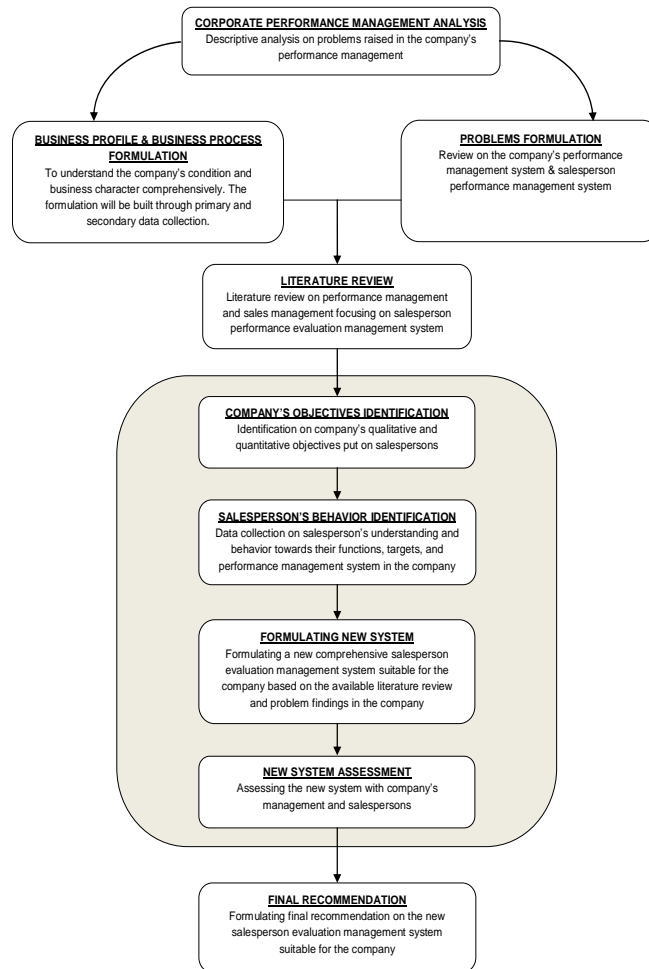 CORPORATE PERFORMANCE MANAGEMENT ANALYSIS
Descriptive analysis on problems raised in the company's
performance management
BUSINESS PROFILE & BUSINESS PROCESS
FORMULATION
To understand the company's condition and
business character comprehensively. The
formulation will be built through primary and
secondary data collection.
PROBLEMS FORMULATION
Review on the company's performance
management system & salesperson
performance management system
LITERATURE REVIEW
Literature review on performance management
and sales management focusing on salesperson
performance evaluation management system
COMPANY'S OBJECTIVES IDENTIFICATION
Identification on company's qualitative and
quantitative objectives put on salespersons
SALESPERSON'S BEHAVIOR IDENTIFICATION
Data collection on salesperson's understanding and
behavior towards their functions, targets, and
performance management system in the company
FORMULATING NEW SYSTEM
Formulating a new comprehensive salesperson
evaluation management system suitable for the
company based on the available literature review
and problem findings in the company
NEW SYSTEM ASSESSMENT
Assessing the new system with company's
management and salespersons
FINAL RECOMMENDATION
Formulating final recommendation on the new
salesperson evaluation management system
suitable for the company